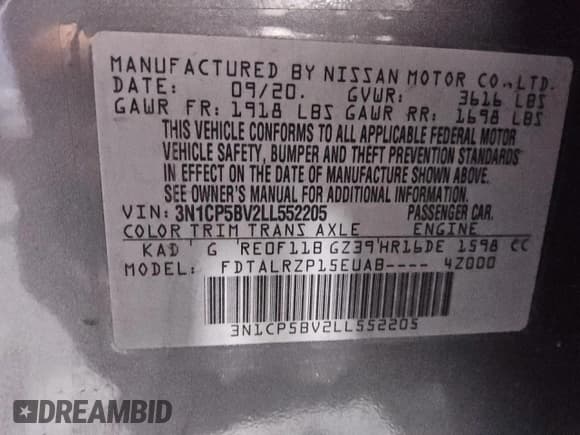 MANUFACTURED BY NISSAN MOTOR CO.,LTD.
DATE: 09/20. GVWR: 3616 LBS
GAWR FR: 1918 LBS GAWR RR: 1698 LBS
THIS VEHICLE CONFORMS TO ALL APPLICABLE FEDERAL MOTOR
VEHICLE SAFETY, BUMPER AND THEFT PREVENTION STANDARDS
IN EFFECT ON THE DATE OF MANUFACTURE SHOWN ABOVE.
SEE OWNER'S MANUAL FOR ADDITIONAL INFORMATION.
VIN: 3N1CP5BV2LL552205 PASSENGER CAR.
COLOR TRIM TRANS AXLE ENGINE
KAD G RE0F11B GZ39 HR16DE 1598 CC
MODEL: FDTALRZP15EUAB---- 4Z000
3N1CP5BV2LL552205
DREAMBID